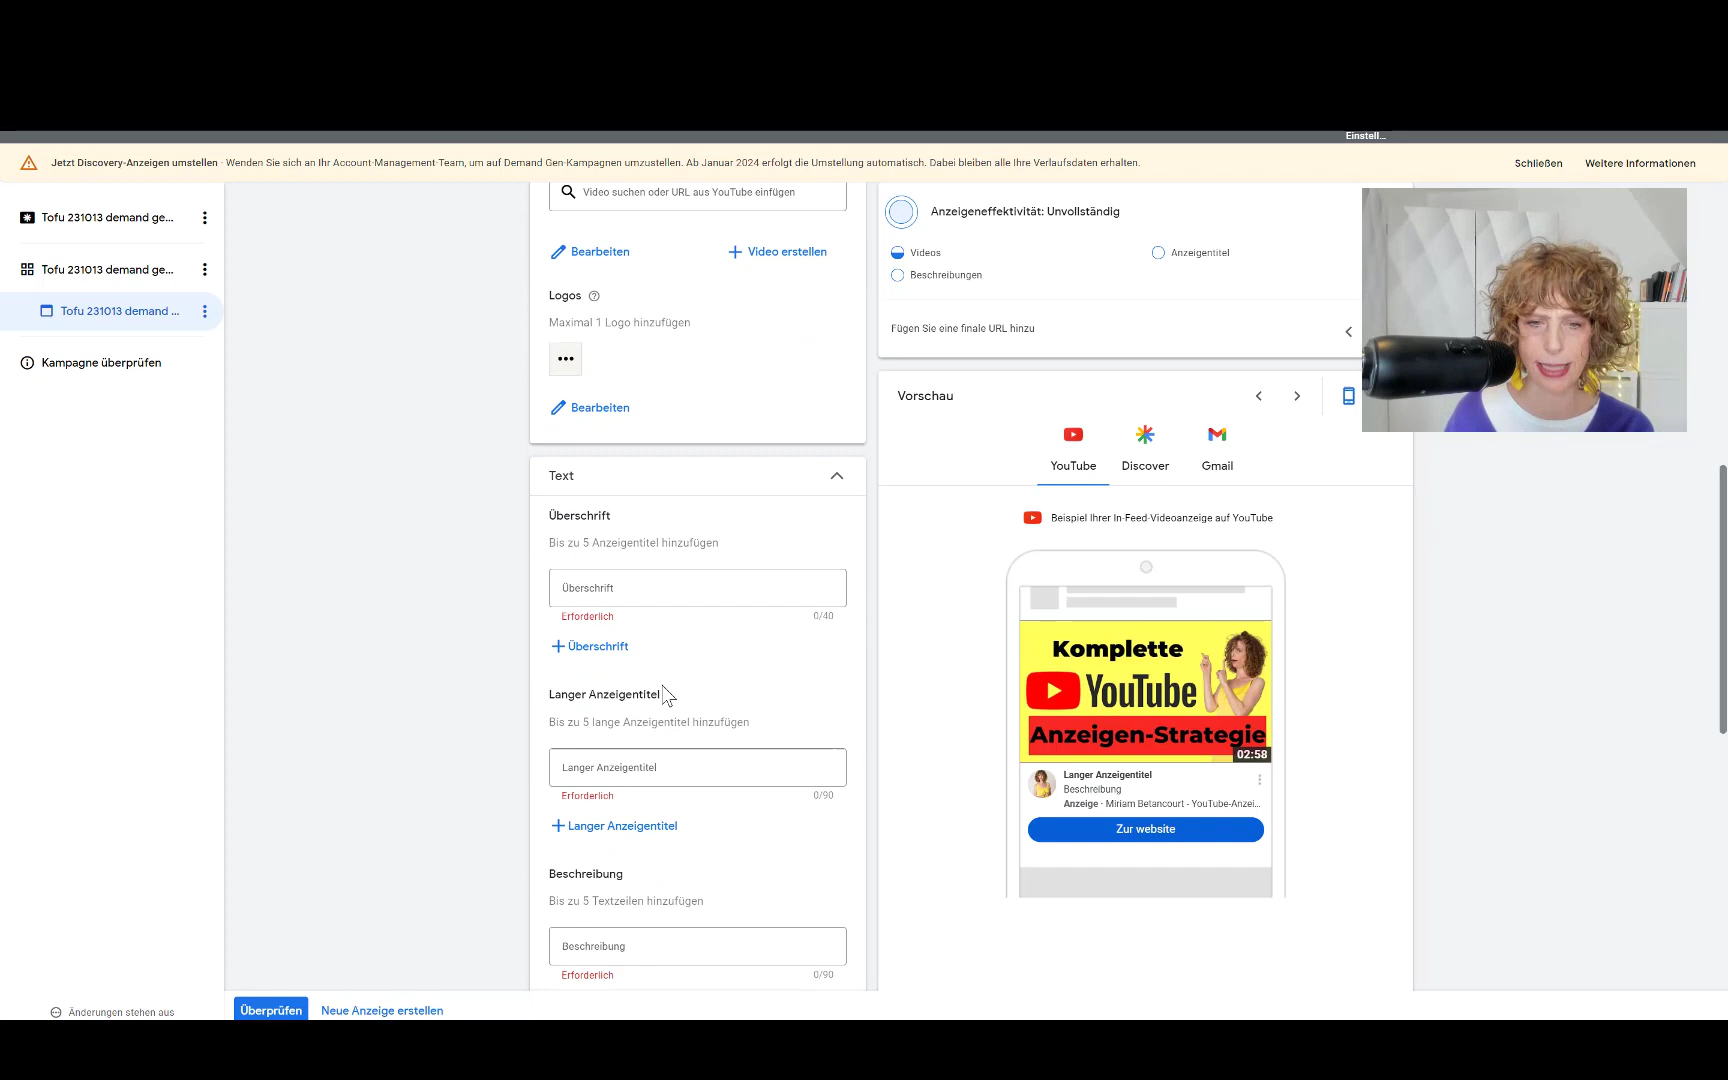 Einstell...
Jetzt Discovery-Anzeigen umstellen · Wenden Sie sich an Ihr Account-Management-Team, um auf Demand Gen-Kampagnen umzustellen. Ab Januar 2024 erfolgt die Umstellung automatisch. Dabei bleiben alle Ihre Verlaufsdaten erhalten.
Schließen
Weitere Informationen
Tofu 231013 demand ge...
Tofu 231013 demand ge...
Tofu 231013 demand ...
Kampagne überprüfen
Video suchen oder URL aus YouTube einfügen
Bearbeiten
Video erstellen
Logos
Maximal 1 Logo hinzufügen
Bearbeiten
Text
Überschrift
Bis zu 5 Anzeigentitel hinzufügen
Überschrift
Erforderlich
0/40
Überschrift
Langer Anzeigentitel
Bis zu 5 lange Anzeigentitel hinzufügen
Langer Anzeigentitel
Erforderlich
0/90
Langer Anzeigentitel
Beschreibung
Bis zu 5 Textzeilen hinzufügen
Beschreibung
Erforderlich
0/90
Anzeigeneffektivität: Unvollständig
Videos
Anzeigentitel
Beschreibungen
Fügen Sie eine finale URL hinzu
Vorschau
YouTube
Discover
Gmail
Beispiel Ihrer In-Feed-Videoanzeige auf YouTube
Komplette
YouTube
Anzeigen-Strategie
02:58
Langer Anzeigentitel
Beschreibung
Anzeige · Miriam Betancourt - YouTube-Anzei...
Zur website
Änderungen stehen aus
Überprüfen
Neue Anzeige erstellen